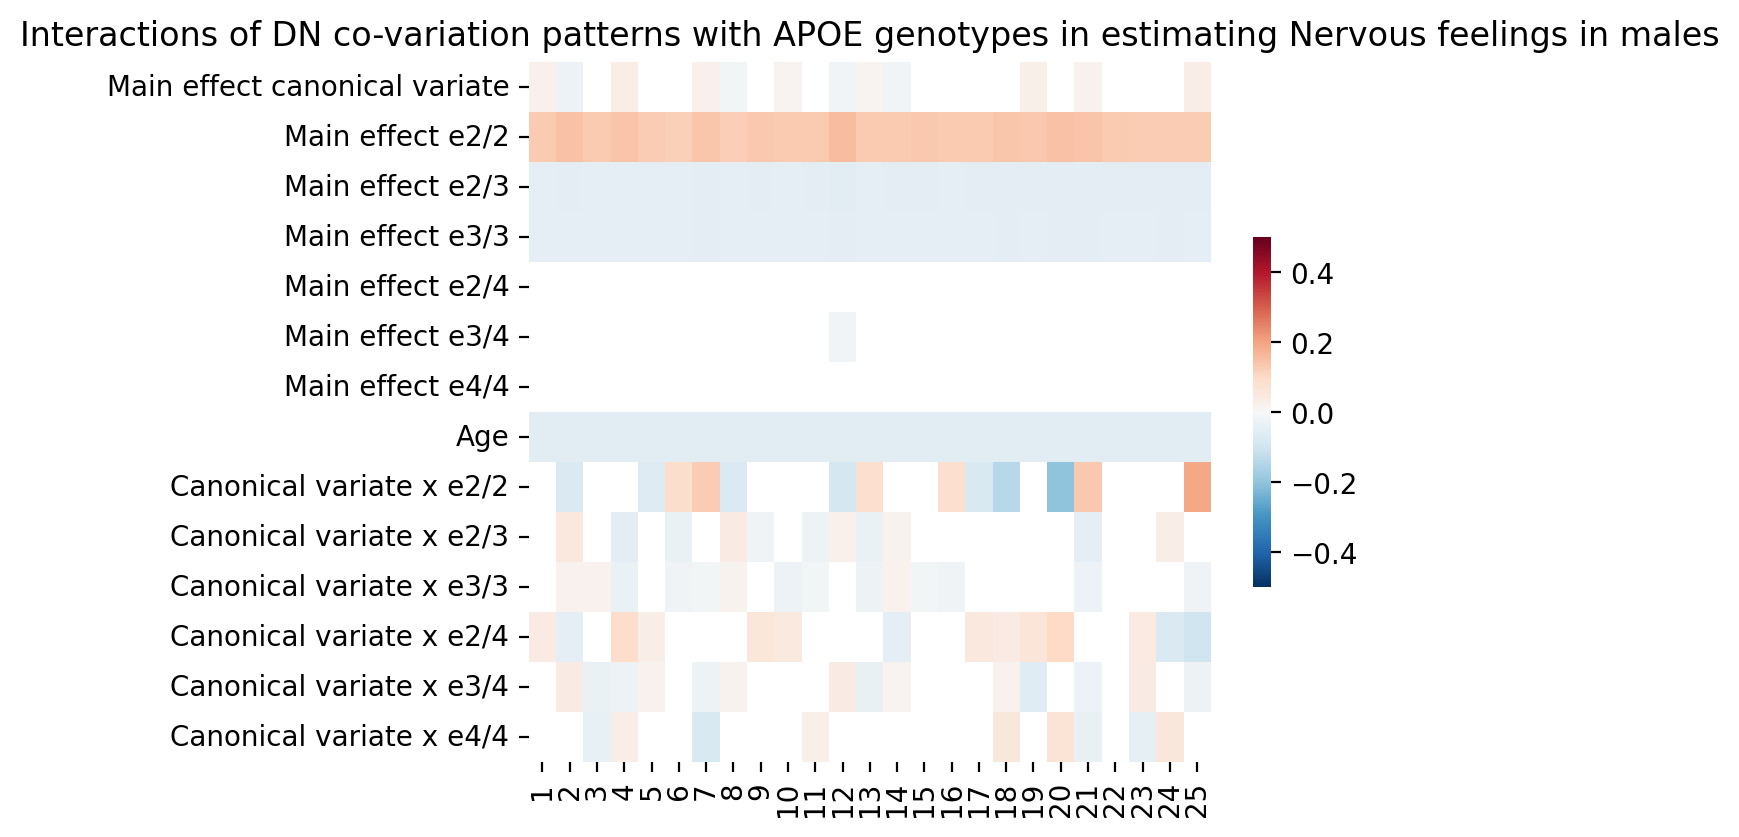 Interactions of DN co-variation patterns with APOE genotypes in estimating Nervous feelings in males
Main effect canonical variate
Main effect e2/2
Main effect e2/3
Main effect e3/3
Main effect e2/4
Main effect e3/4
Main effect e4/4
Age
Canonical variate x e2/2
Canonical variate x e2/3
Canonical variate x e3/3
Canonical variate x e2/4
Canonical variate x e3/4
Canonical variate x e4/4
1 2 3 4 5 6 7 8 9 10 11 12 13 14 15 16 17 18 19 20 21 22 23 24 25
0.4
0.2
0.0
−0.2
−0.4